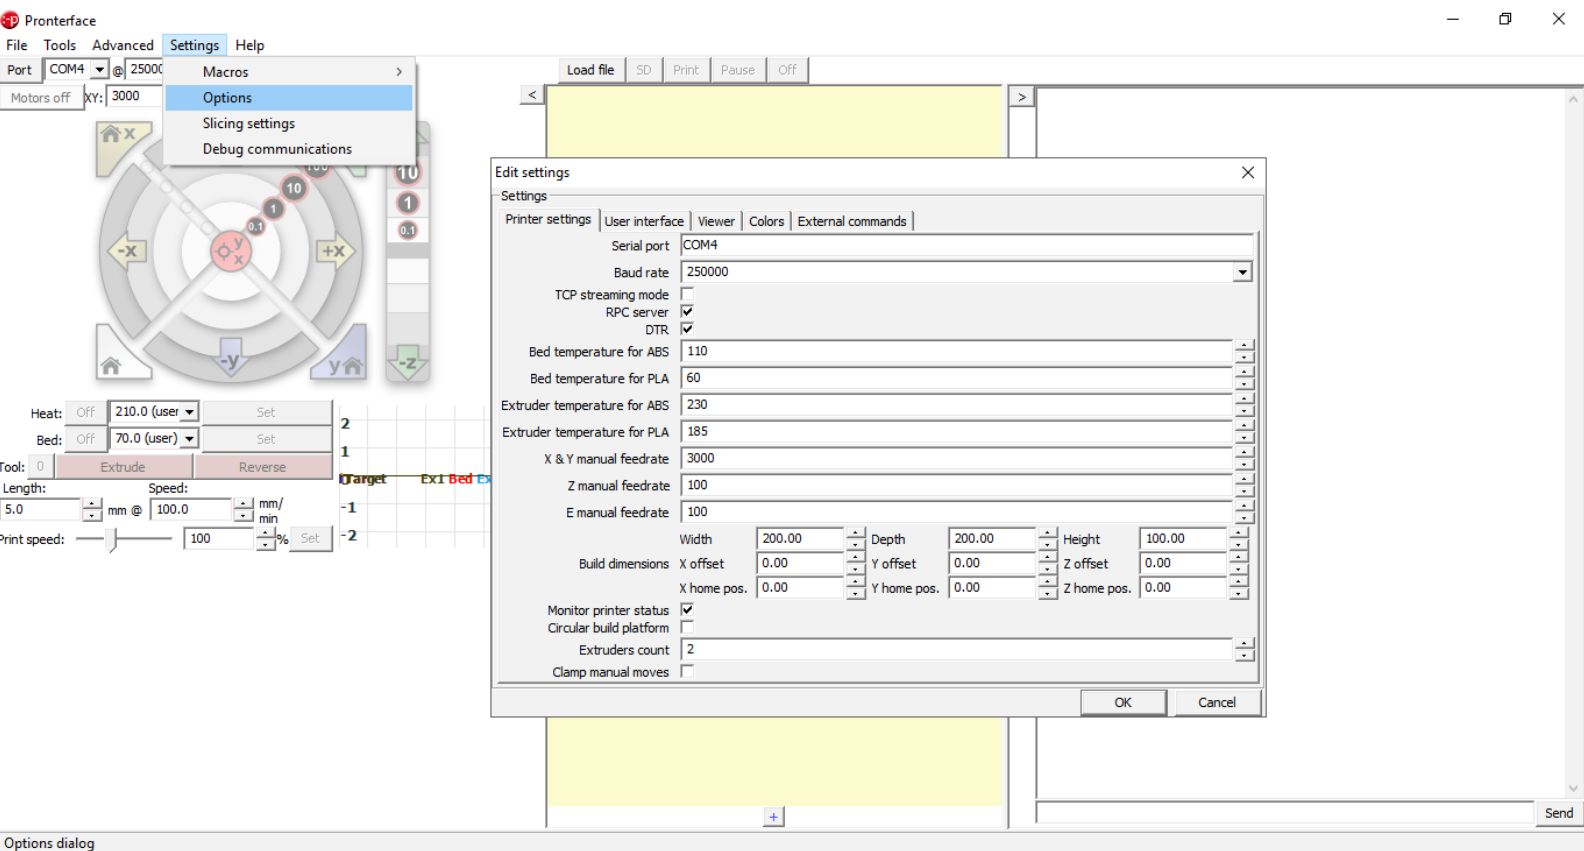 Pronterface
File Tools Advanced Settings Help
Port COM4 @ 25000
Motors off XY: 3000
Macros
Options
Slicing settings
Debug communications
Load file SD Print Pause Off
< >
X
100
10
1
0.1
y
x
-X
+X
-y
y
10
1
0.1
-Z
Heat: Off 210.0 (user Set
Bed: Off 70.0 (user) Set
Tool: 0 Extrude Reverse
Length: Speed:
5.0 mm @ 100.0 mm/
min
Print speed: 100 % Set
2
1
Target Ex1 Bed Ex
-1
-2
Edit settings
Settings
Printer settings User interface Viewer Colors External commands
Serial port COM4
Baud rate 250000
TCP streaming mode
RPC server
DTR
Bed temperature for ABS 110
Bed temperature for PLA 60
Extruder temperature for ABS 230
Extruder temperature for PLA 185
X & Y manual feedrate 3000
Z manual feedrate 100
E manual feedrate 100
Width 200.00 Depth 200.00 Height 100.00
Build dimensions X offset 0.00 Y offset 0.00 Z offset 0.00
X home pos. 0.00 Y home pos. 0.00 Z home pos. 0.00
Monitor printer status
Circular build platform
Extruders count 2
Clamp manual moves
OK Cancel
+
Send
Options dialog